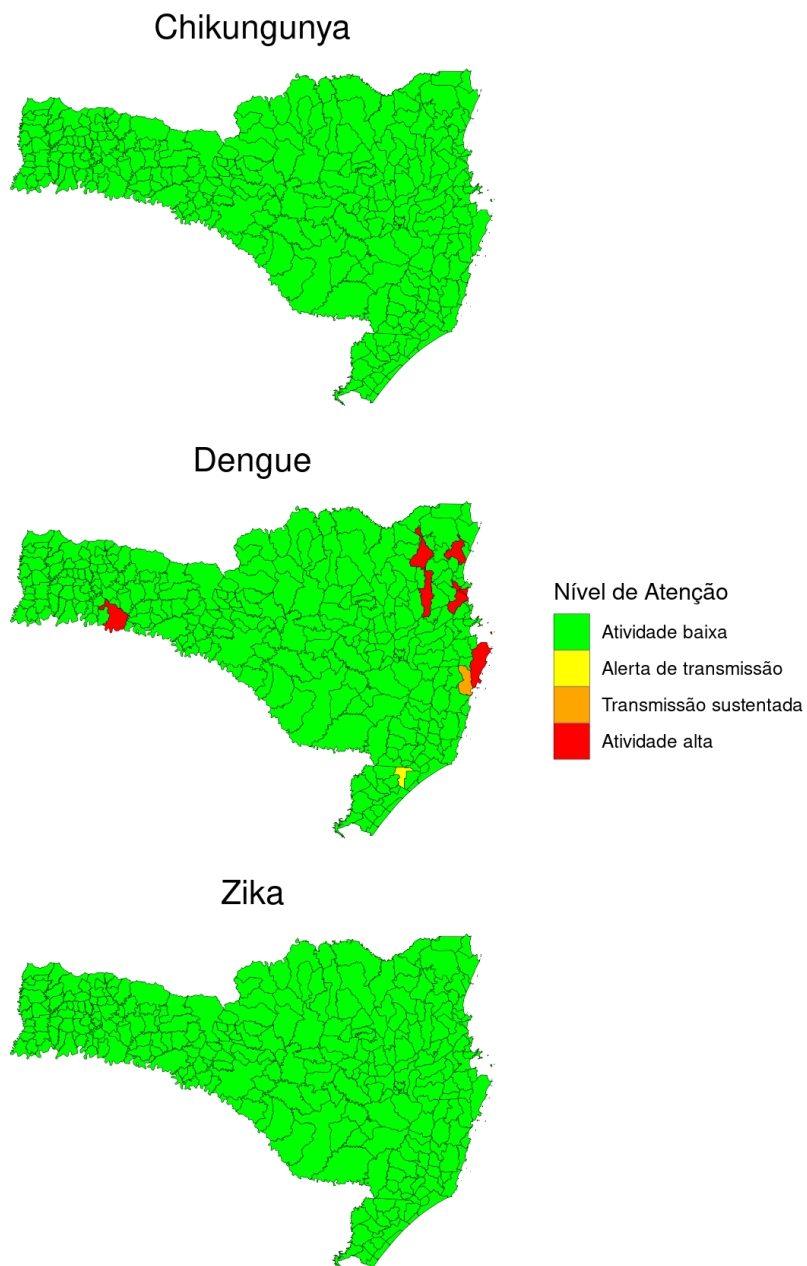 Chikungunya
Dengue
Nível de Atenção
Atividade baixa
Alerta de transmissão
Transmissão sustentada
Atividade alta
Zika